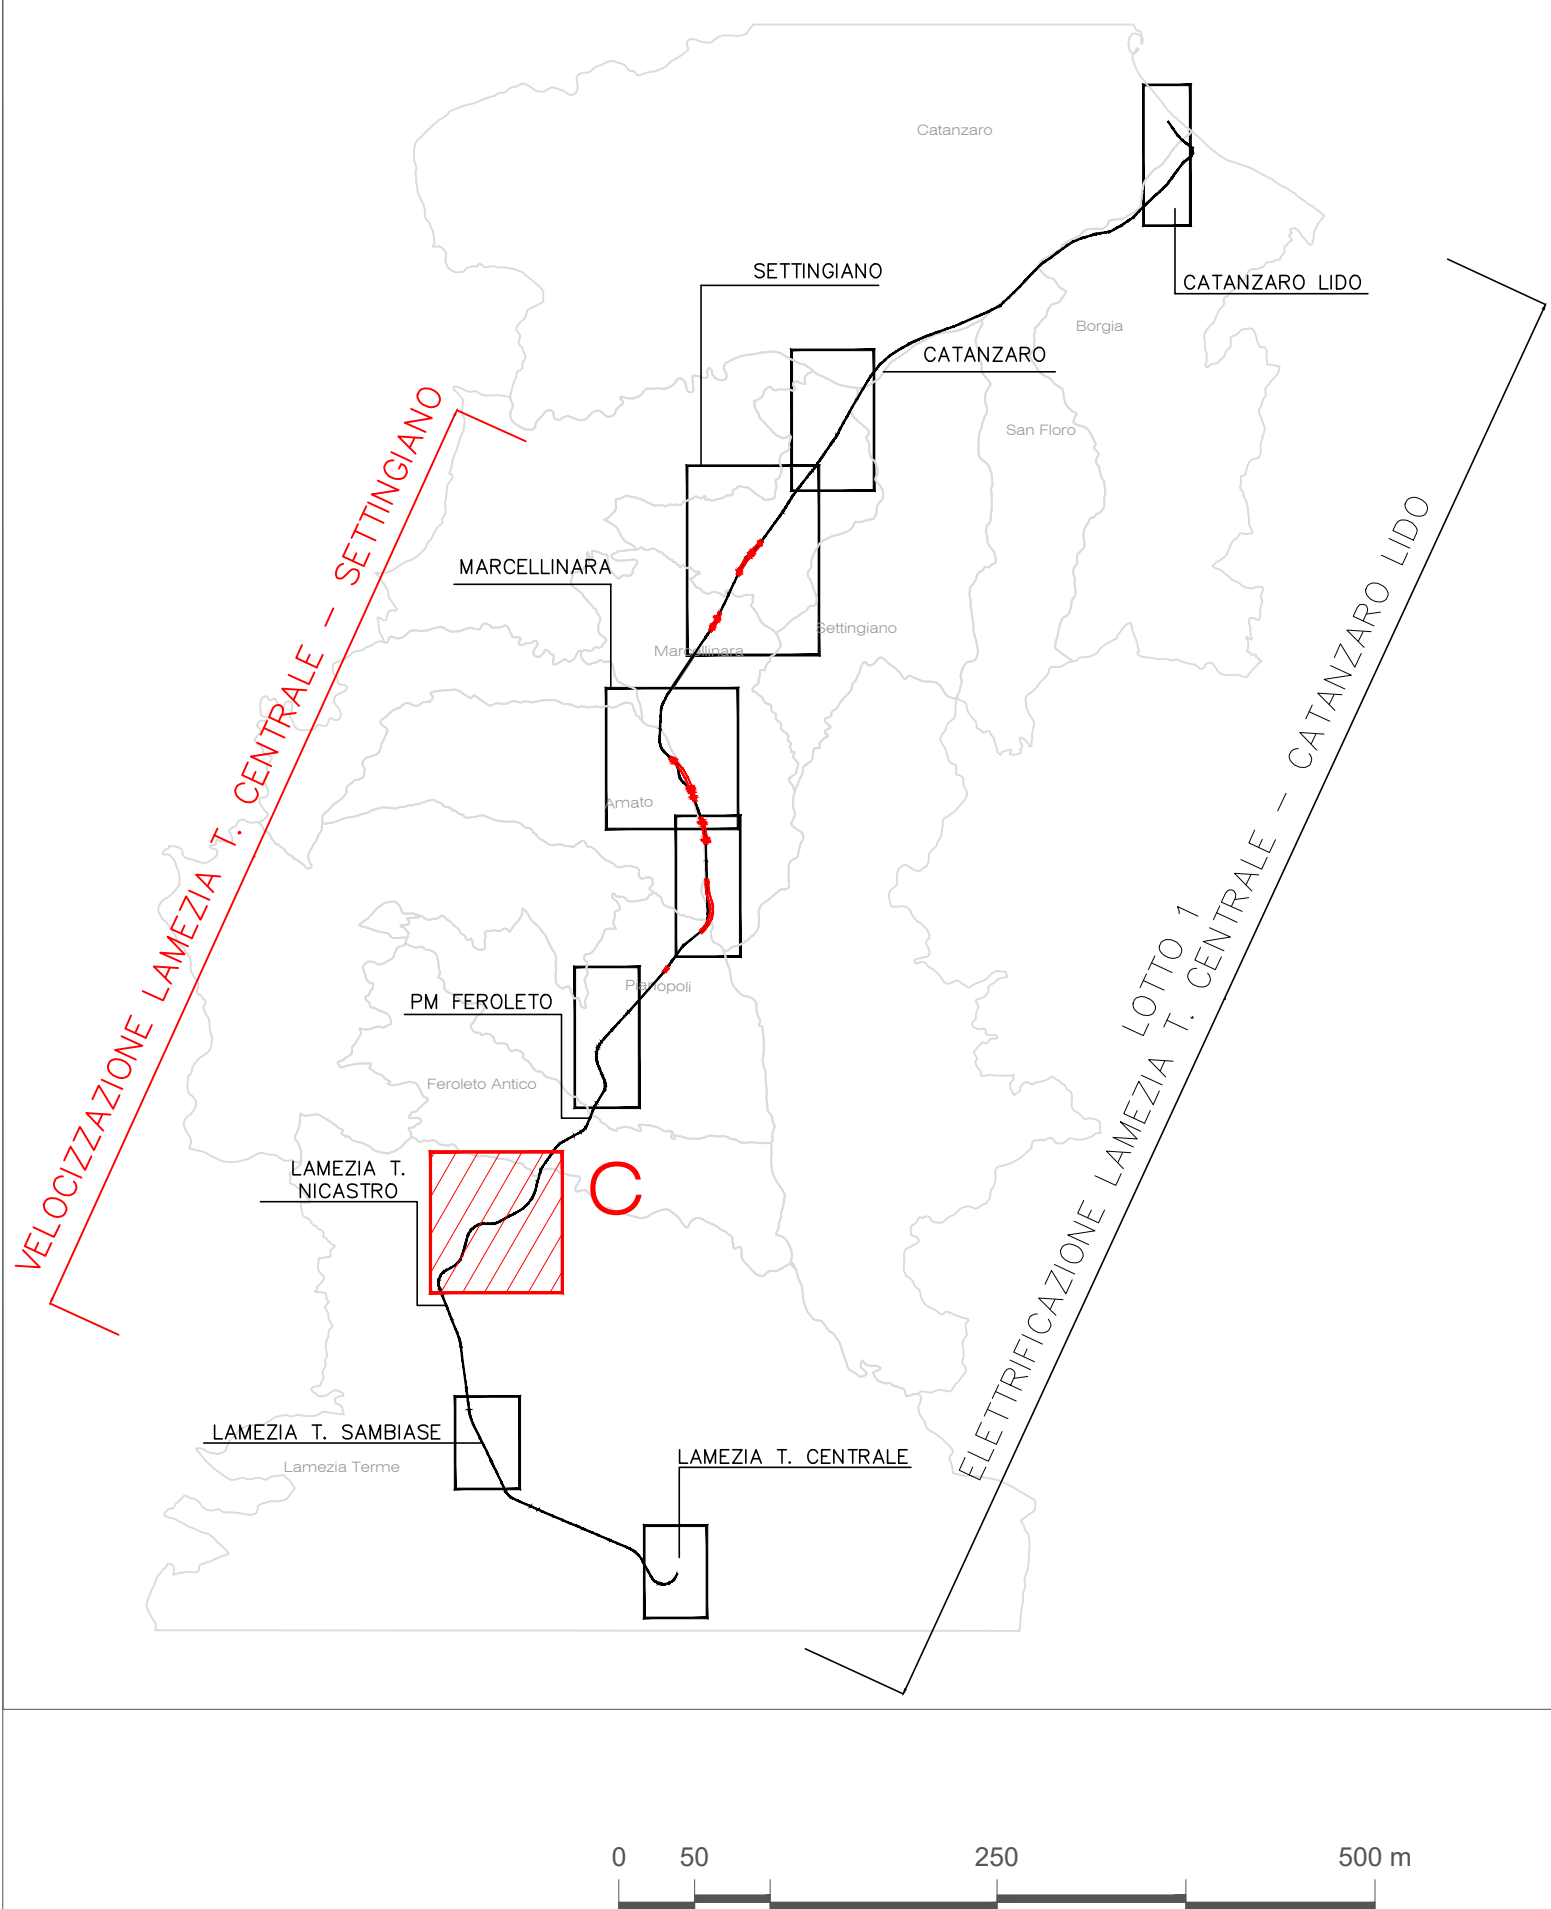 Catanzaro
SETTINGIANO
CATANZARO LIDO
Borgia
CATANZARO
San Floro
MARCELLINARA
Settingiano
Marcellinara
Amato
VELOCIZZAZIONE LAMEZIA T. CENTRALE - SETTINGIANO
LOTTO 1
ELETTRIFICAZIONE LAMEZIA T. CENTRALE - CATANZARO LIDO
Pianopoli
PM FEROLETO
Feroleto Antico
LAMEZIA T.
NICASTRO
C
LAMEZIA T. SAMBIASE
Lamezia Terme
LAMEZIA T. CENTRALE
0 50 250 500 m